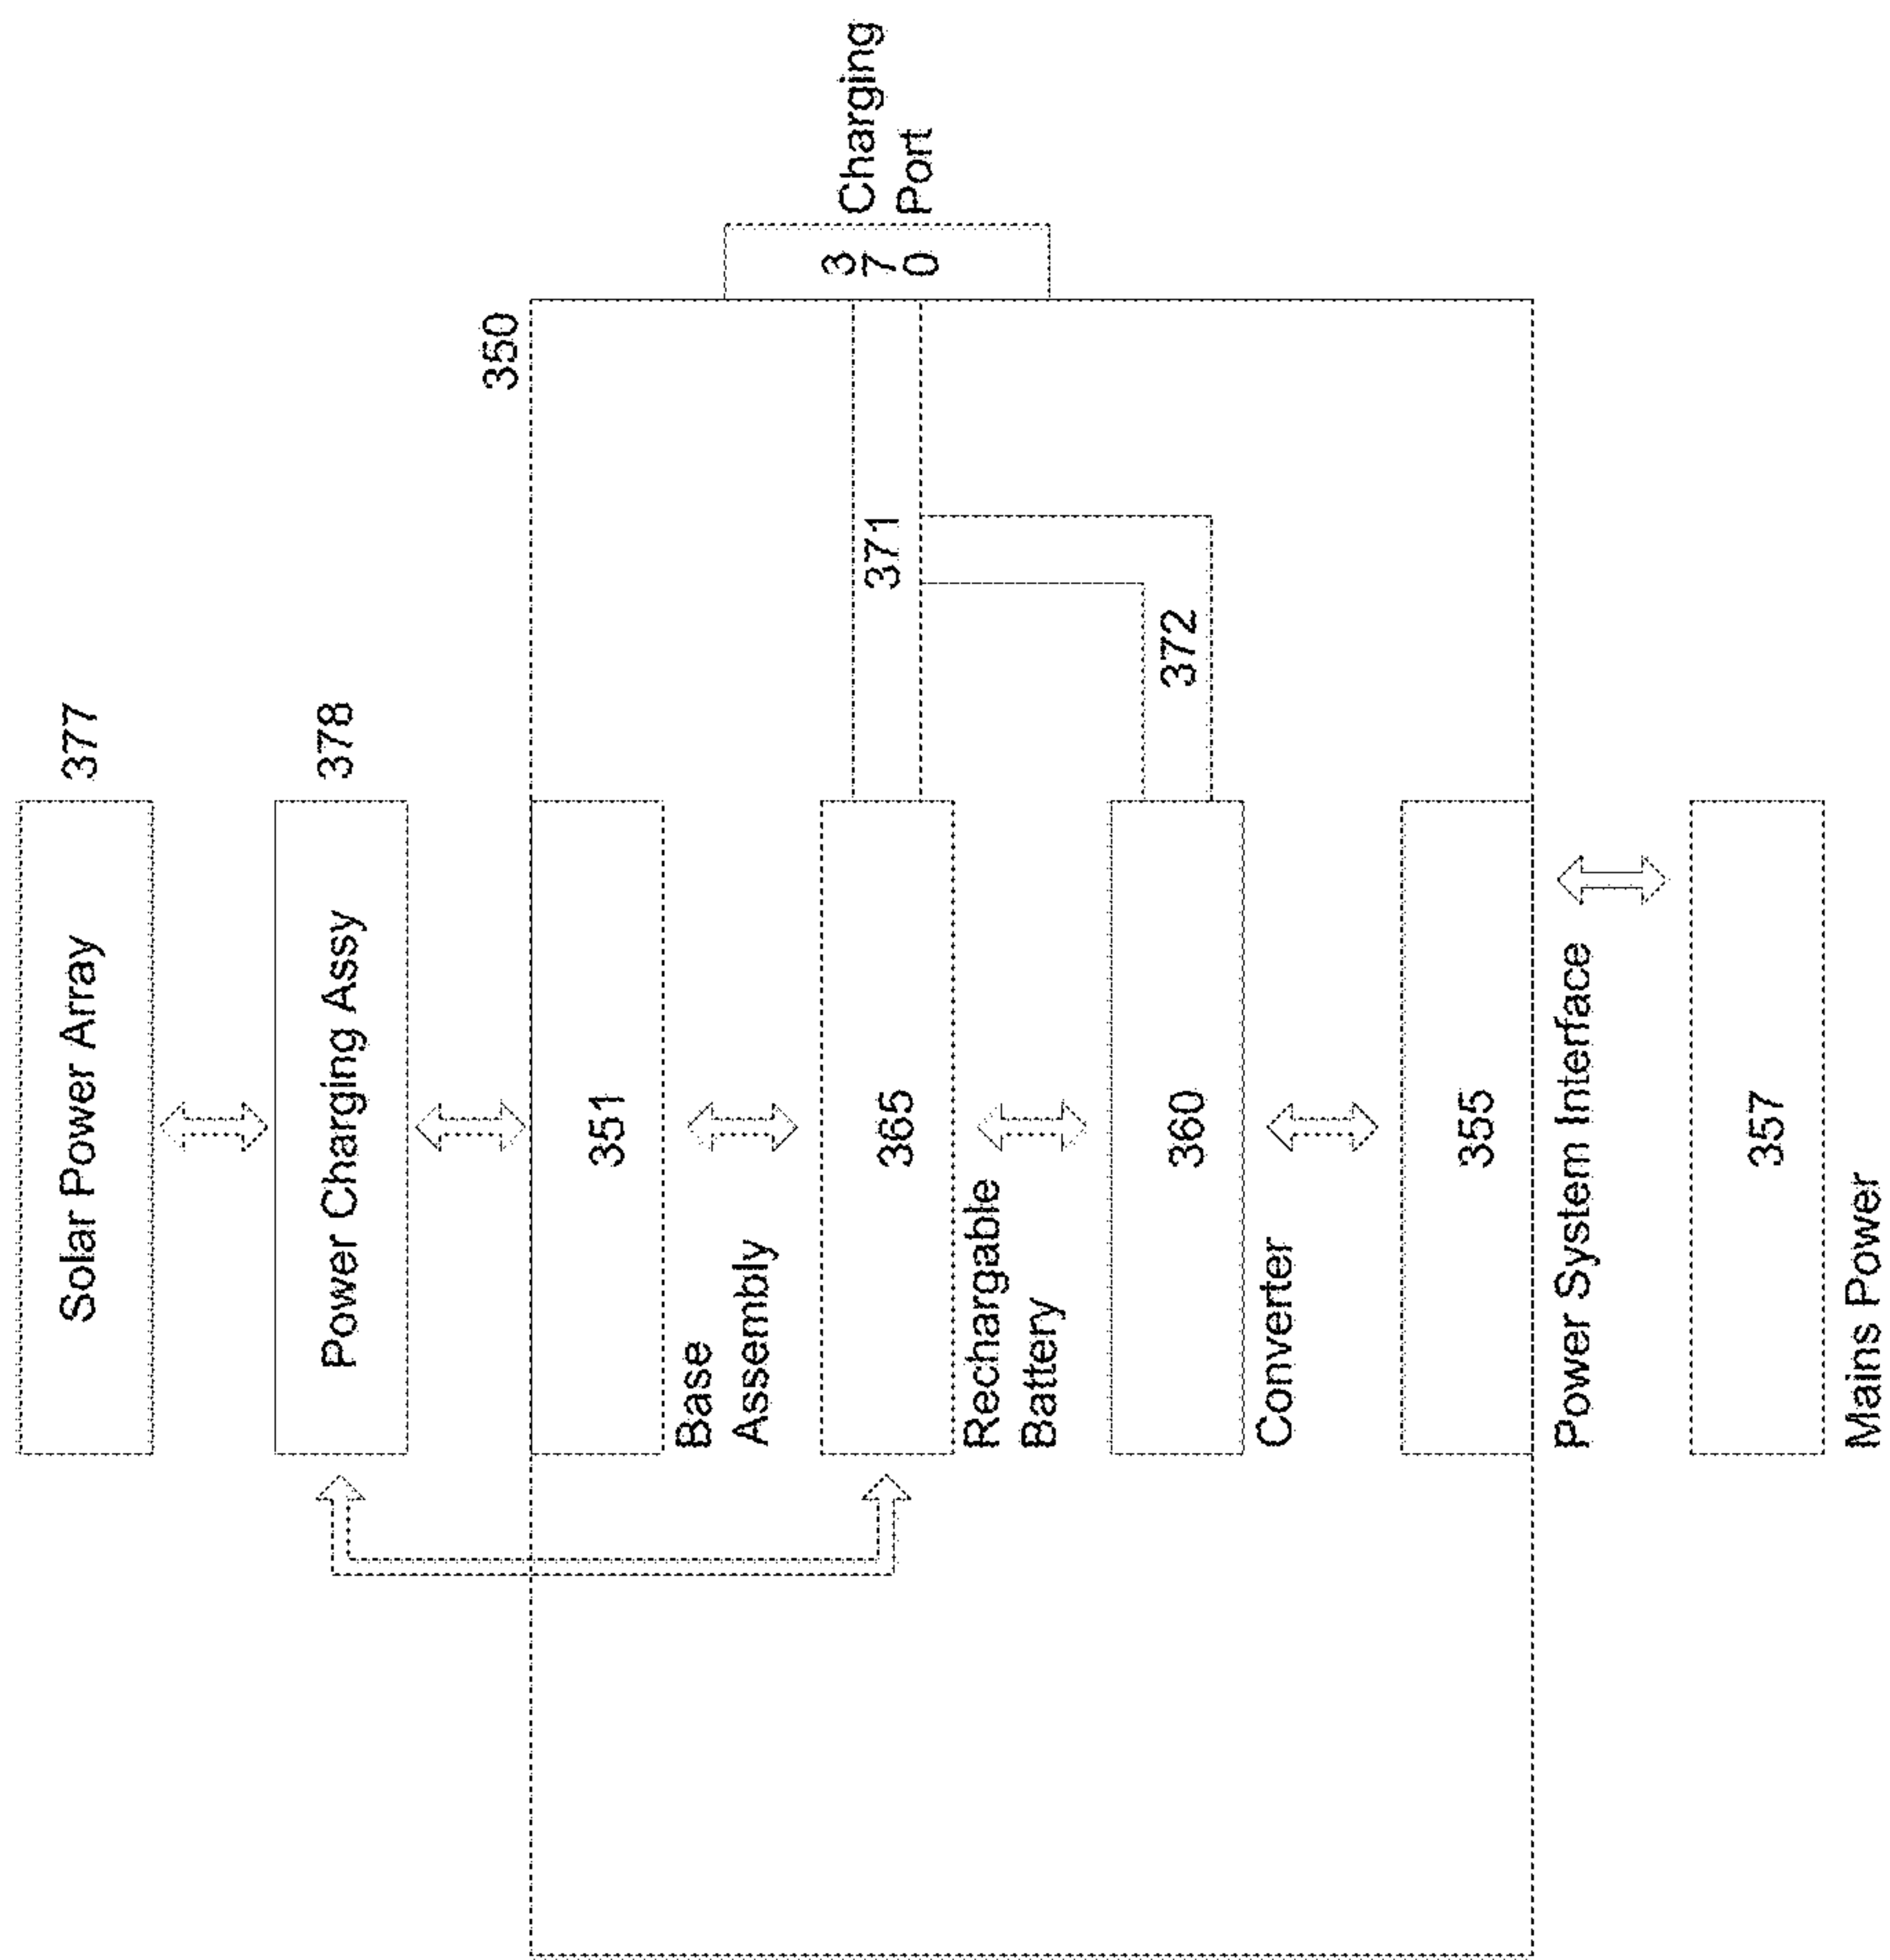 Solar Power Array
377
Power Charging Assy
378
350
351
Base
Assembly
365
Rechargable
Battery
371
370
Charging
Port
360
Converter
372
355
Power System Interface
357
Mains Power